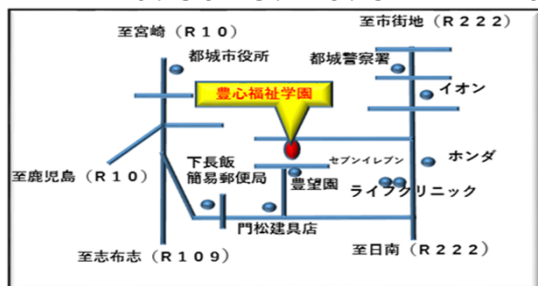 至宮崎（Ｒ１０）
至市街地（Ｒ２２２）
都城市役所
都城警察署
豊心福祉学園
イオン
セブンイレブン
ホンダ
下長飯
簡易郵便局
豊望園
ライフクリニック
至鹿児島（Ｒ１０）
門松建具店
至志布志（Ｒ１０９）
至日南（Ｒ２２２）